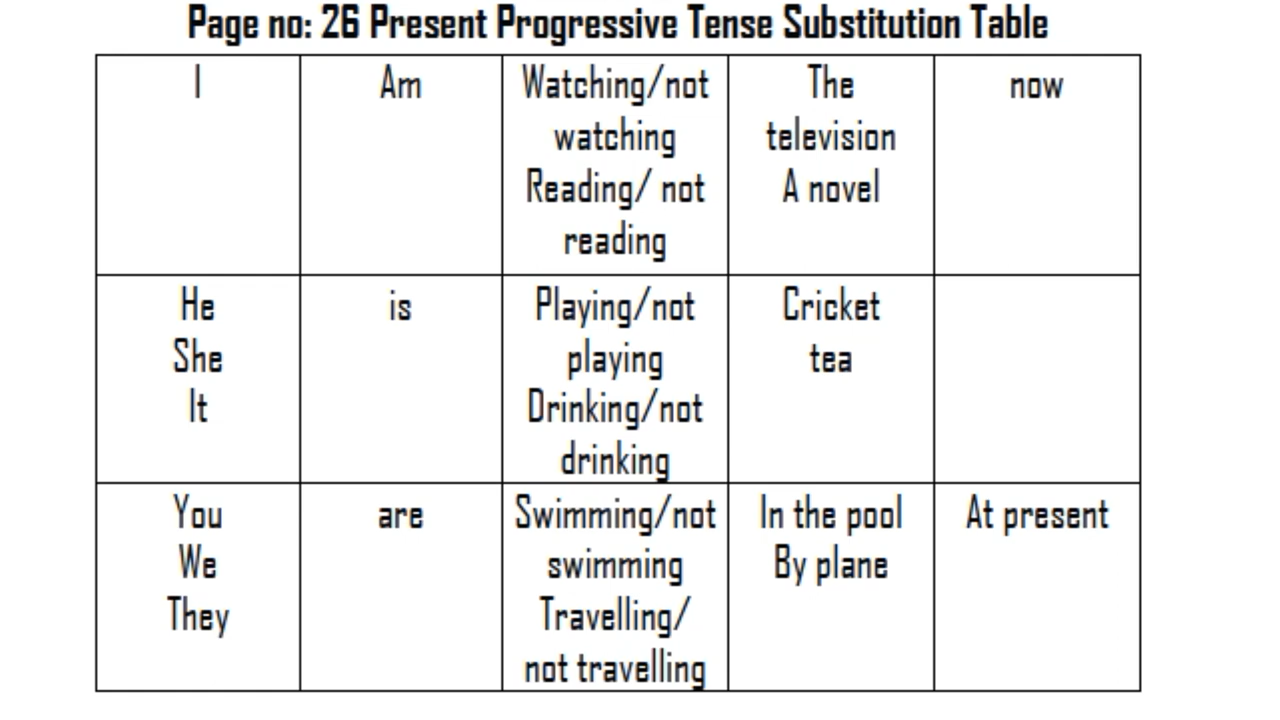 Page no: 26 Present Progressive Tense Substitution Table
I
Am
Watching/not
watching
Reading/ not
reading
The
television
A novel
now
He
She
It
is
Playing/not
playing
Drinking/not
drinking
Cricket
tea
You
We
They
are
Swimming/not
swimming
Travelling/
not travelling
In the pool
By plane
At present